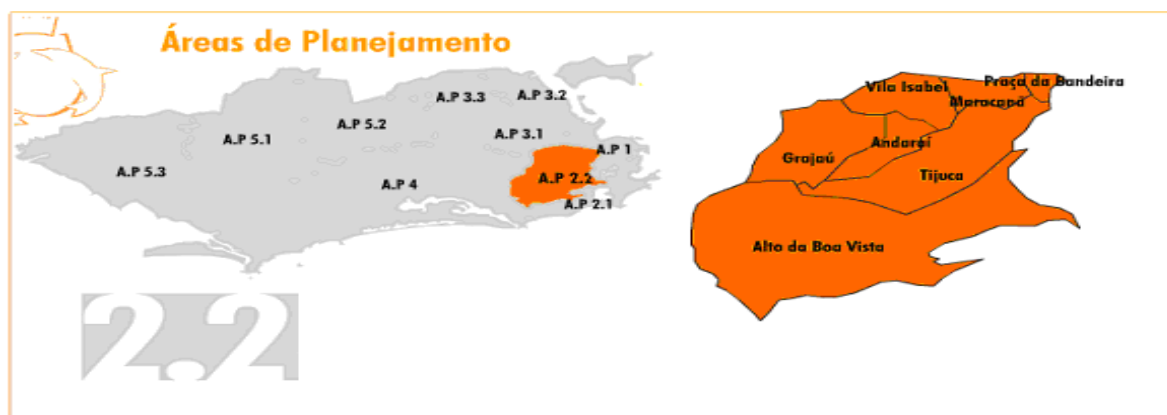 Áreas de Planejamento
A.P 3.3
A.P 3.2
A.P 5.2
A.P 5.1
A.P 3.1
A.P 1
A.P 5.3
A.P 4
A.P 2.2
A.P 2.1
2.2
Praça da Bandeira
Vila Isabel
Maracanã
Andaraí
Grajaú
Tijuca
Alto da Boa Vista